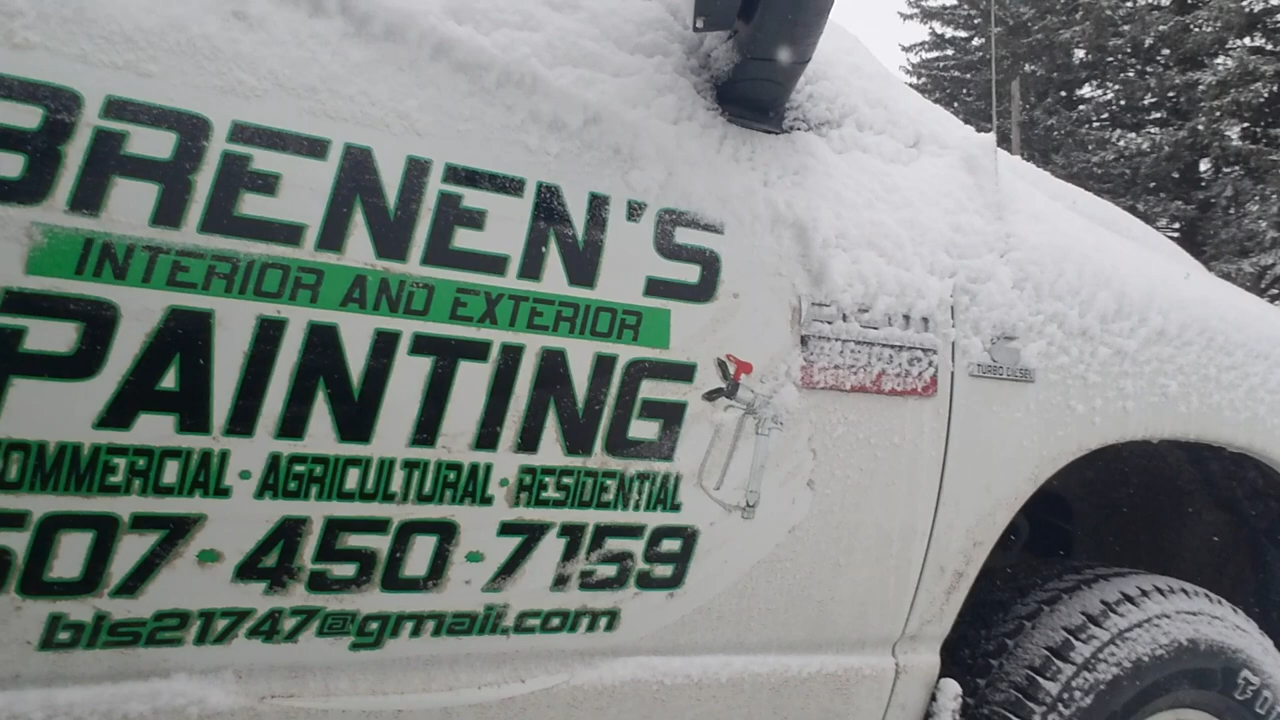 BRENEN'S
INTERIOR AND EXTERIOR
PAINTING
COMMERCIAL · AGRICULTURAL · RESIDENTIAL
507·450·7159
bls21747@gmail.com
TURBO DIESEL